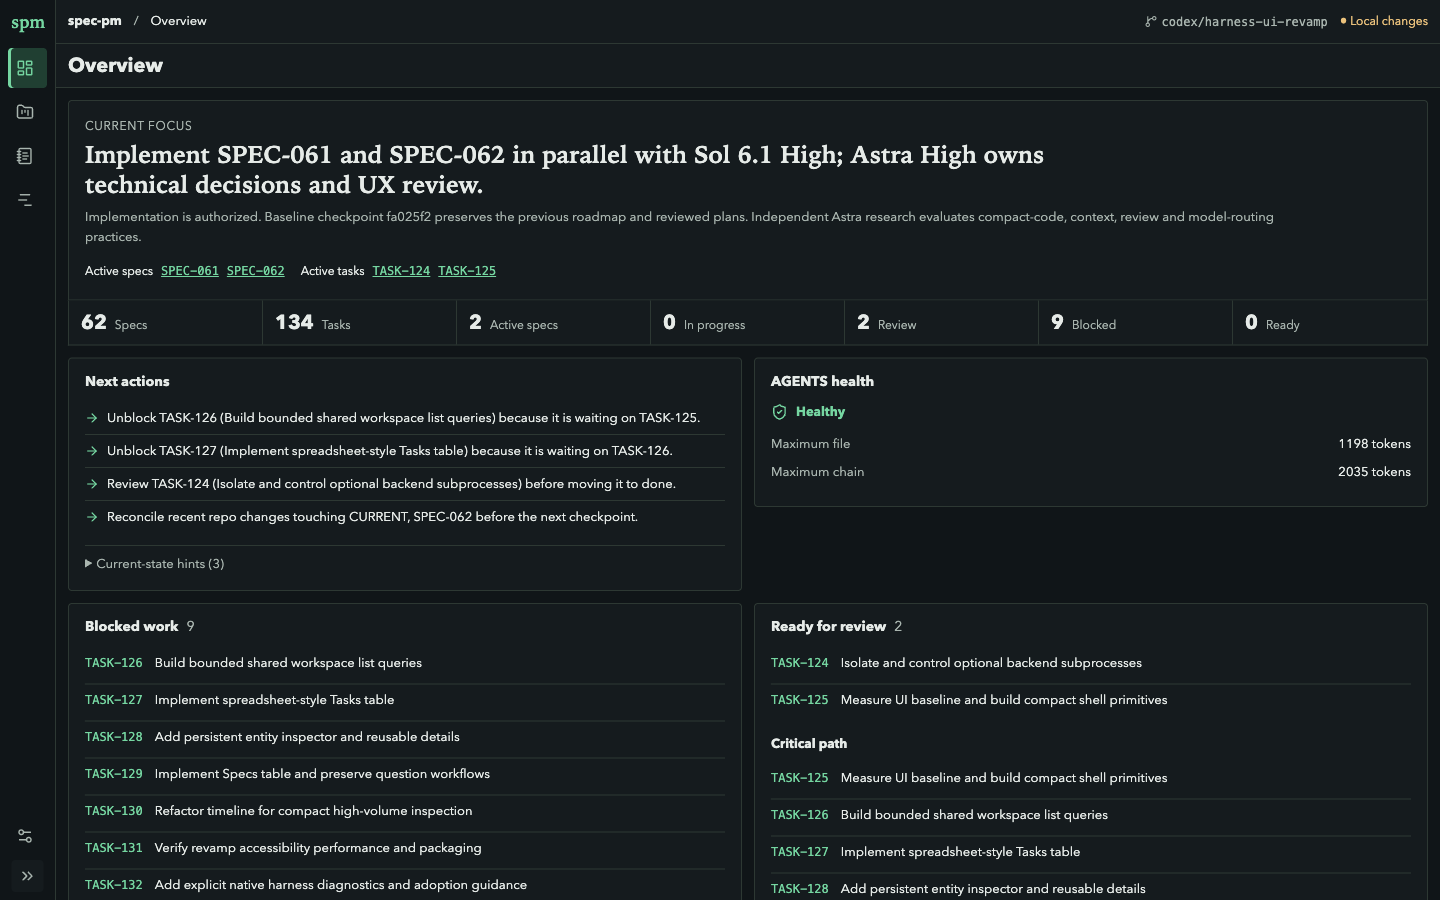 spm
spec-pm / Overview
codex/harness-ui-revamp
Local changes
Overview
CURRENT FOCUS
Implement SPEC-061 and SPEC-062 in parallel with Sol 6.1 High; Astra High owns
technical decisions and UX review.
Implementation is authorized. Baseline checkpoint fa025f2 preserves the previous roadmap and reviewed plans. Independent Astra research evaluates compact-code, context, review and model-routing
practices.
Active specs SPEC-061 SPEC-062 Active tasks TASK-124 TASK-125
62 Specs
134 Tasks
2 Active specs
0 In progress
2 Review
9 Blocked
0 Ready
Next actions
Unblock TASK-126 (Build bounded shared workspace list queries) because it is waiting on TASK-125.
Unblock TASK-127 (Implement spreadsheet-style Tasks table) because it is waiting on TASK-126.
Review TASK-124 (Isolate and control optional backend subprocesses) before moving it to done.
Reconcile recent repo changes touching CURRENT, SPEC-062 before the next checkpoint.
Current-state hints (3)
AGENTS health
Healthy
Maximum file 1198 tokens
Maximum chain 2035 tokens
Blocked work 9
TASK-126 Build bounded shared workspace list queries
TASK-127 Implement spreadsheet-style Tasks table
TASK-128 Add persistent entity inspector and reusable details
TASK-129 Implement Specs table and preserve question workflows
TASK-130 Refactor timeline for compact high-volume inspection
TASK-131 Verify revamp accessibility performance and packaging
TASK-132 Add explicit native harness diagnostics and adoption guidance
Ready for review 2
TASK-124 Isolate and control optional backend subprocesses
TASK-125 Measure UI baseline and build compact shell primitives
Critical path
TASK-125 Measure UI baseline and build compact shell primitives
TASK-126 Build bounded shared workspace list queries
TASK-127 Implement spreadsheet-style Tasks table
TASK-128 Add persistent entity inspector and reusable details